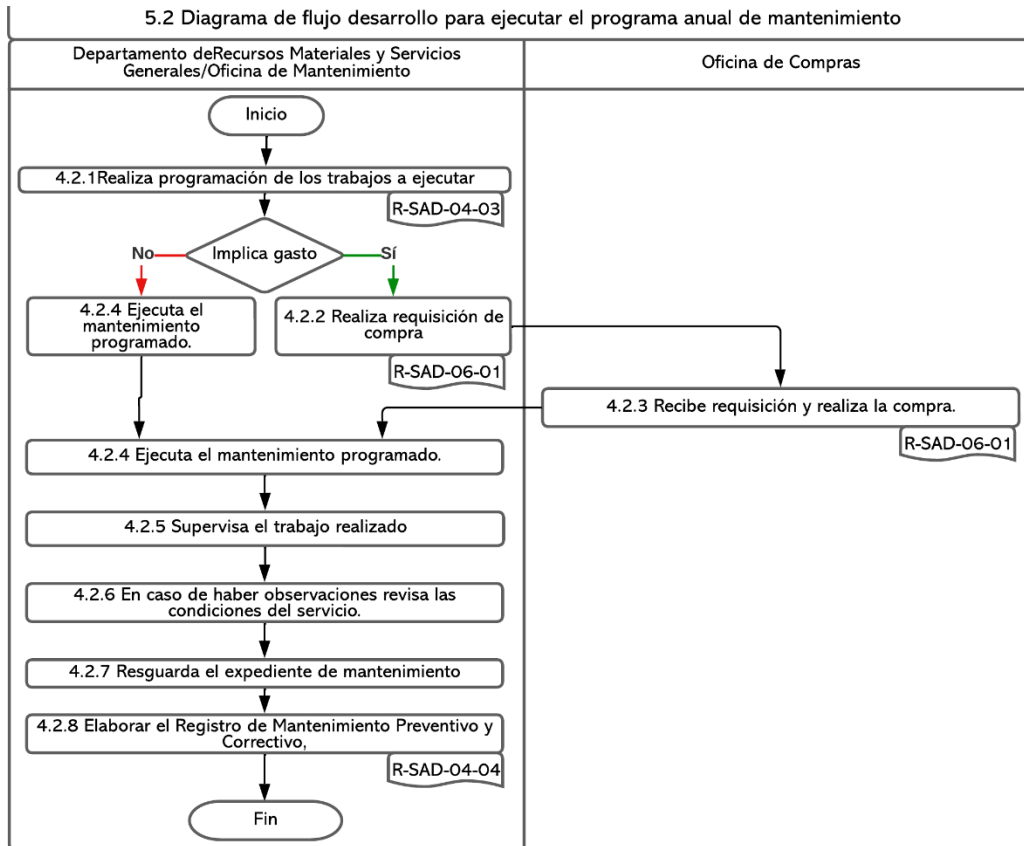 5.2 Diagrama de flujo desarrollo para ejecutar el programa anual de mantenimiento
Departamento deRecursos Materiales y Servicios
Generales/Oficina de Mantenimiento
Oficina de Compras
Inicio
4.2.1Realiza programación de los trabajos a ejecutar
R-SAD-04-03
Implica gasto
No
Sí
4.2.4 Ejecuta el
mantenimiento
programado.
4.2.2 Realiza requisición de
compra
R-SAD-06-01
4.2.3 Recibe requisición y realiza la compra.
R-SAD-06-01
4.2.4 Ejecuta el mantenimiento programado.
4.2.5 Supervisa el trabajo realizado
4.2.6 En caso de haber observaciones revisa las
condiciones del servicio.
4.2.7 Resguarda el expediente de mantenimiento
4.2.8 Elaborar el Registro de Mantenimiento Preventivo y
Correctivo,
R-SAD-04-04
Fin